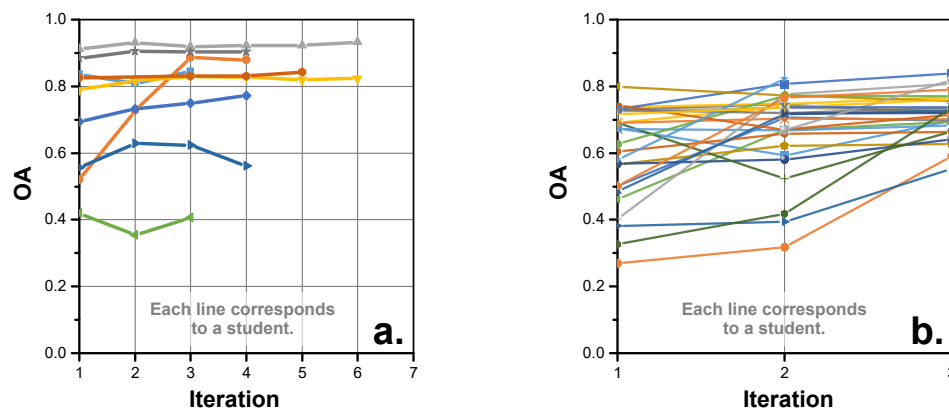 1.0
0.8
0.6
0.4
0.2
0.0
OA
1 2 3 4 5 6 7
Iteration
Each line corresponds
to a student.
a.
1.0
0.8
0.6
0.4
0.2
0.0
OA
1 2 3
Iteration
Each line corresponds
to a student.
b.